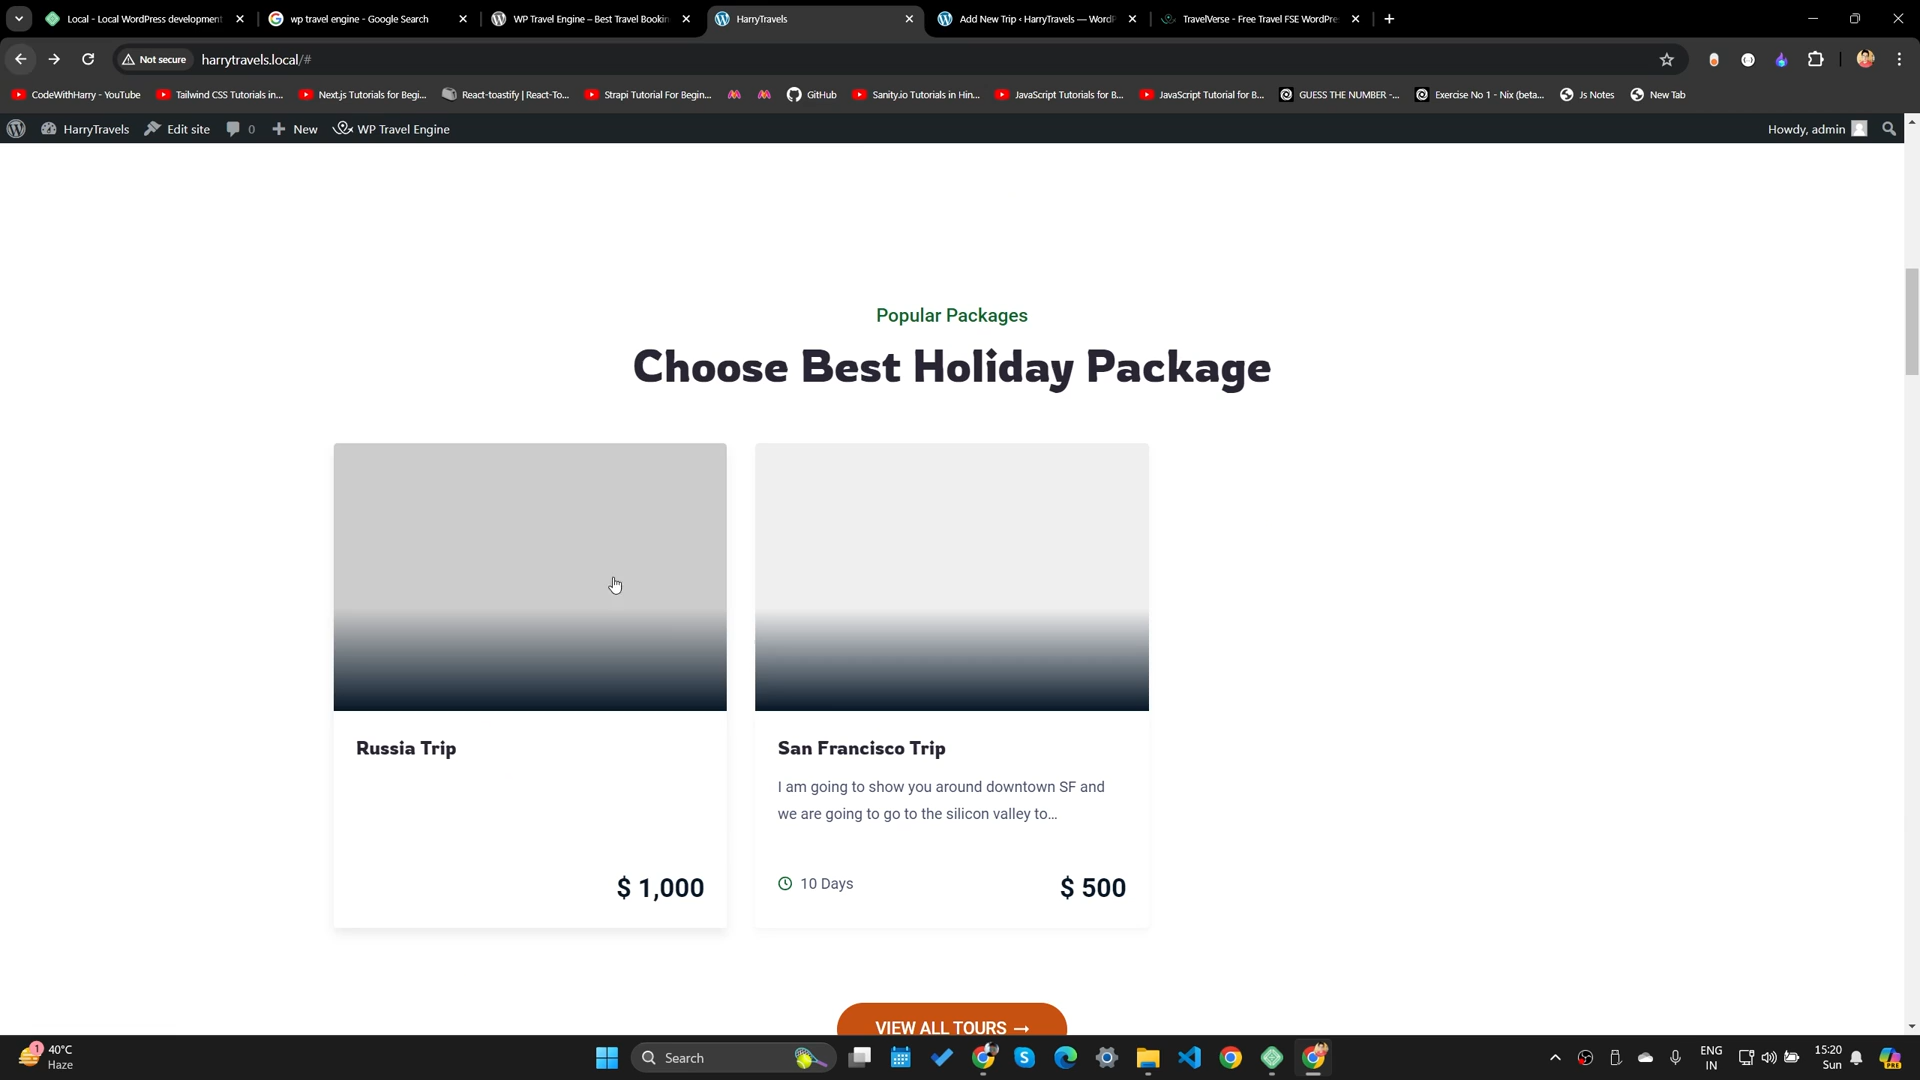 Local - Local WordPress development
wp travel engine - Google Search
WP Travel Engine – Best Travel Bookin
HarryTravels
Add New Trip ‹ HarryTravels — WordP
TravelVerse - Free Travel FSE WordPre
Not secure
harrytravels.local/#
CodeWithHarry - YouTube
Tailwind CSS Tutorials in...
Next.js Tutorials for Begi...
React-toastify | React-To...
Strapi Tutorial For Begin...
GitHub
Sanity.io Tutorials in Hin...
JavaScript Tutorials for B...
JavaScript Tutorial for B...
GUESS THE NUMBER -...
Exercise No 1 - Nix (beta...
Js Notes
New Tab
HarryTravels
Edit site
0
New
WP Travel Engine
Howdy, admin
Popular Packages
Choose Best Holiday Package
Russia Trip
$ 1,000
San Francisco Trip
I am going to show you around downtown SF and
we are going to go to the silicon valley to...
10 Days
$ 500
VIEW ALL TOURS →
1
40°C
Haze
Search
ENG
IN
15:20
Sun
PRE